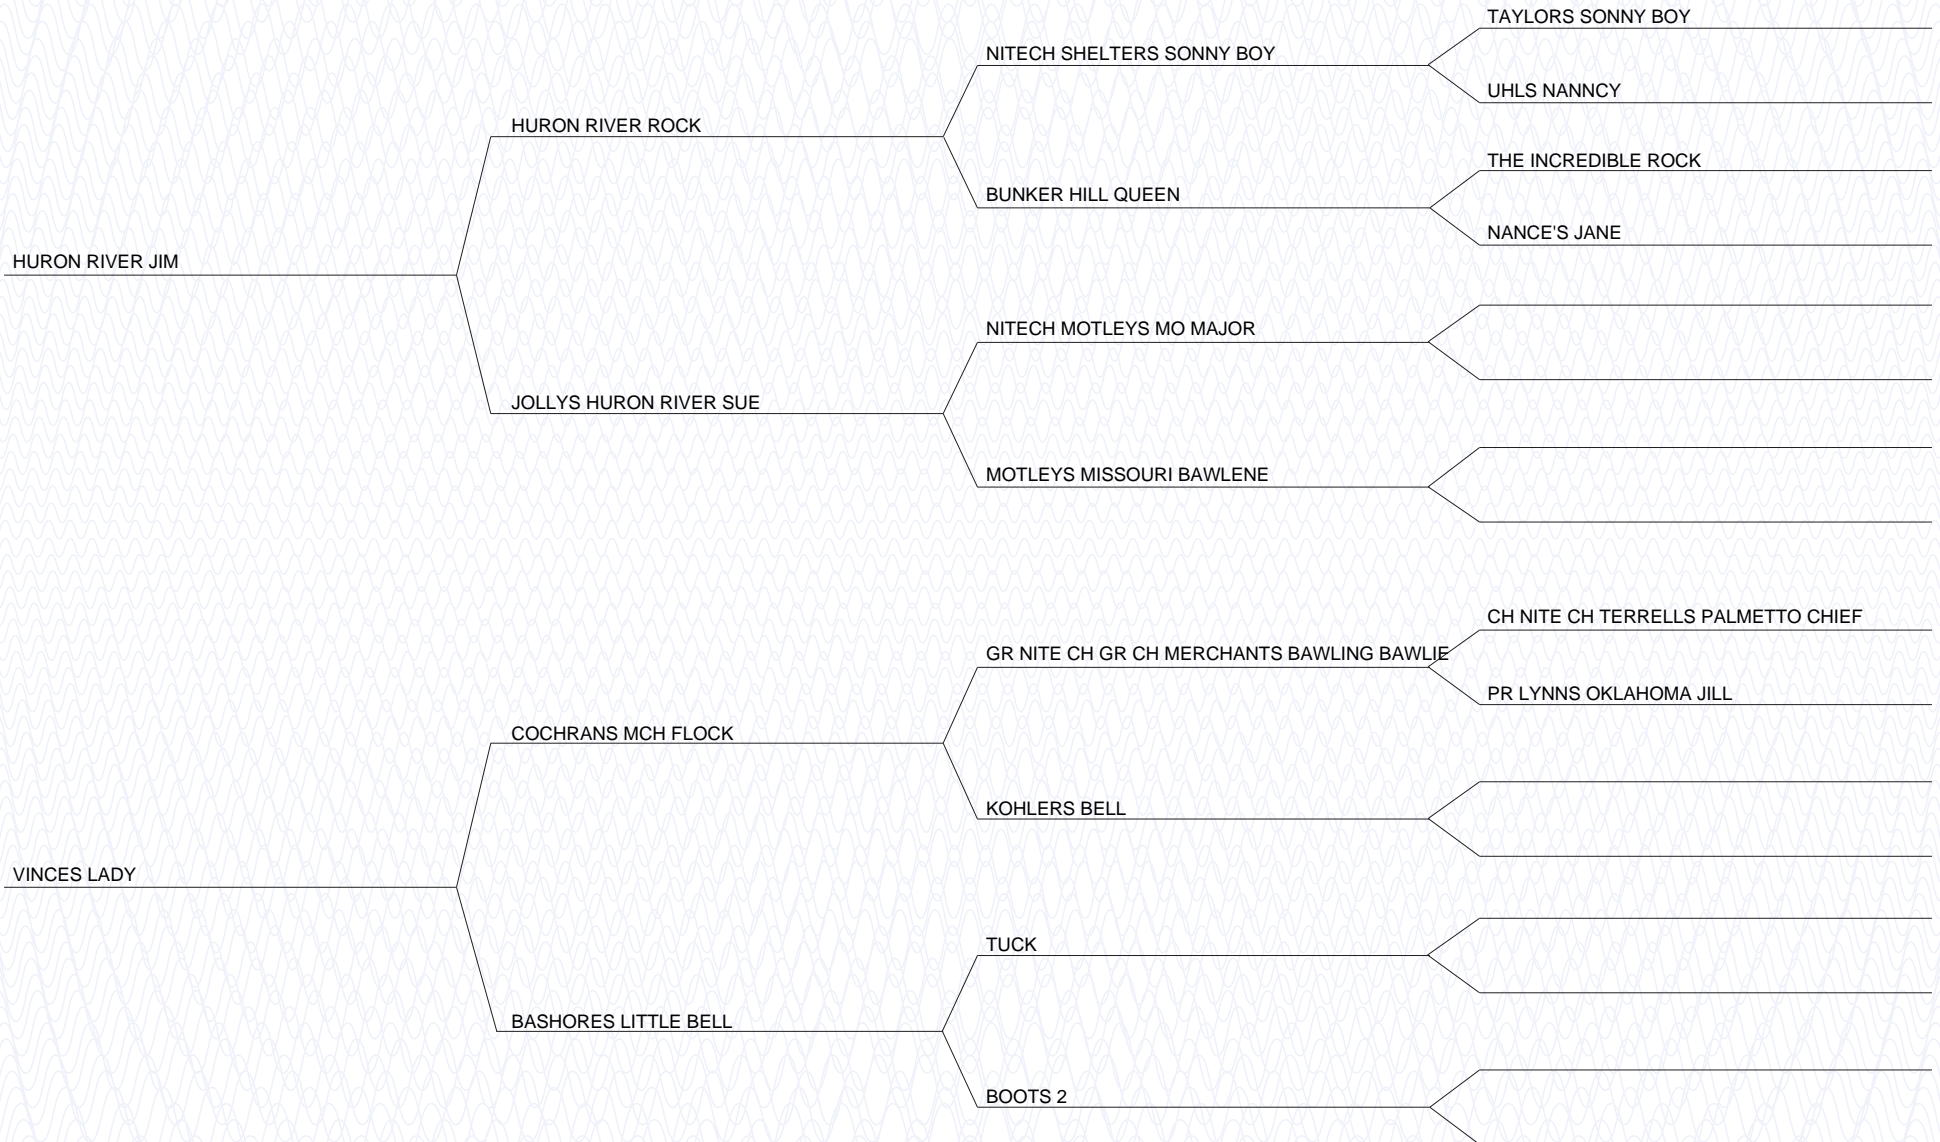 TAYLORS SONNY BOY
NITECH SHELTERS SONNY BOY
UHLS NANNCY
HURON RIVER ROCK
THE INCREDIBLE ROCK
BUNKER HILL QUEEN
NANCE'S JANE
HURON RIVER JIM
NITECH MOTLEYS MO MAJOR
JOLLYS HURON RIVER SUE
MOTLEYS MISSOURI BAWLENE
CH NITE CH TERRELLS PALMETTO CHIEF
GR NITE CH GR CH MERCHANTS BAWLING BAWLIE
PR LYNNS OKLAHOMA JILL
COCHRANS MCH FLOCK
KOHLERS BELL
VINCES LADY
TUCK
BASHORES LITTLE BELL
BOOTS 2